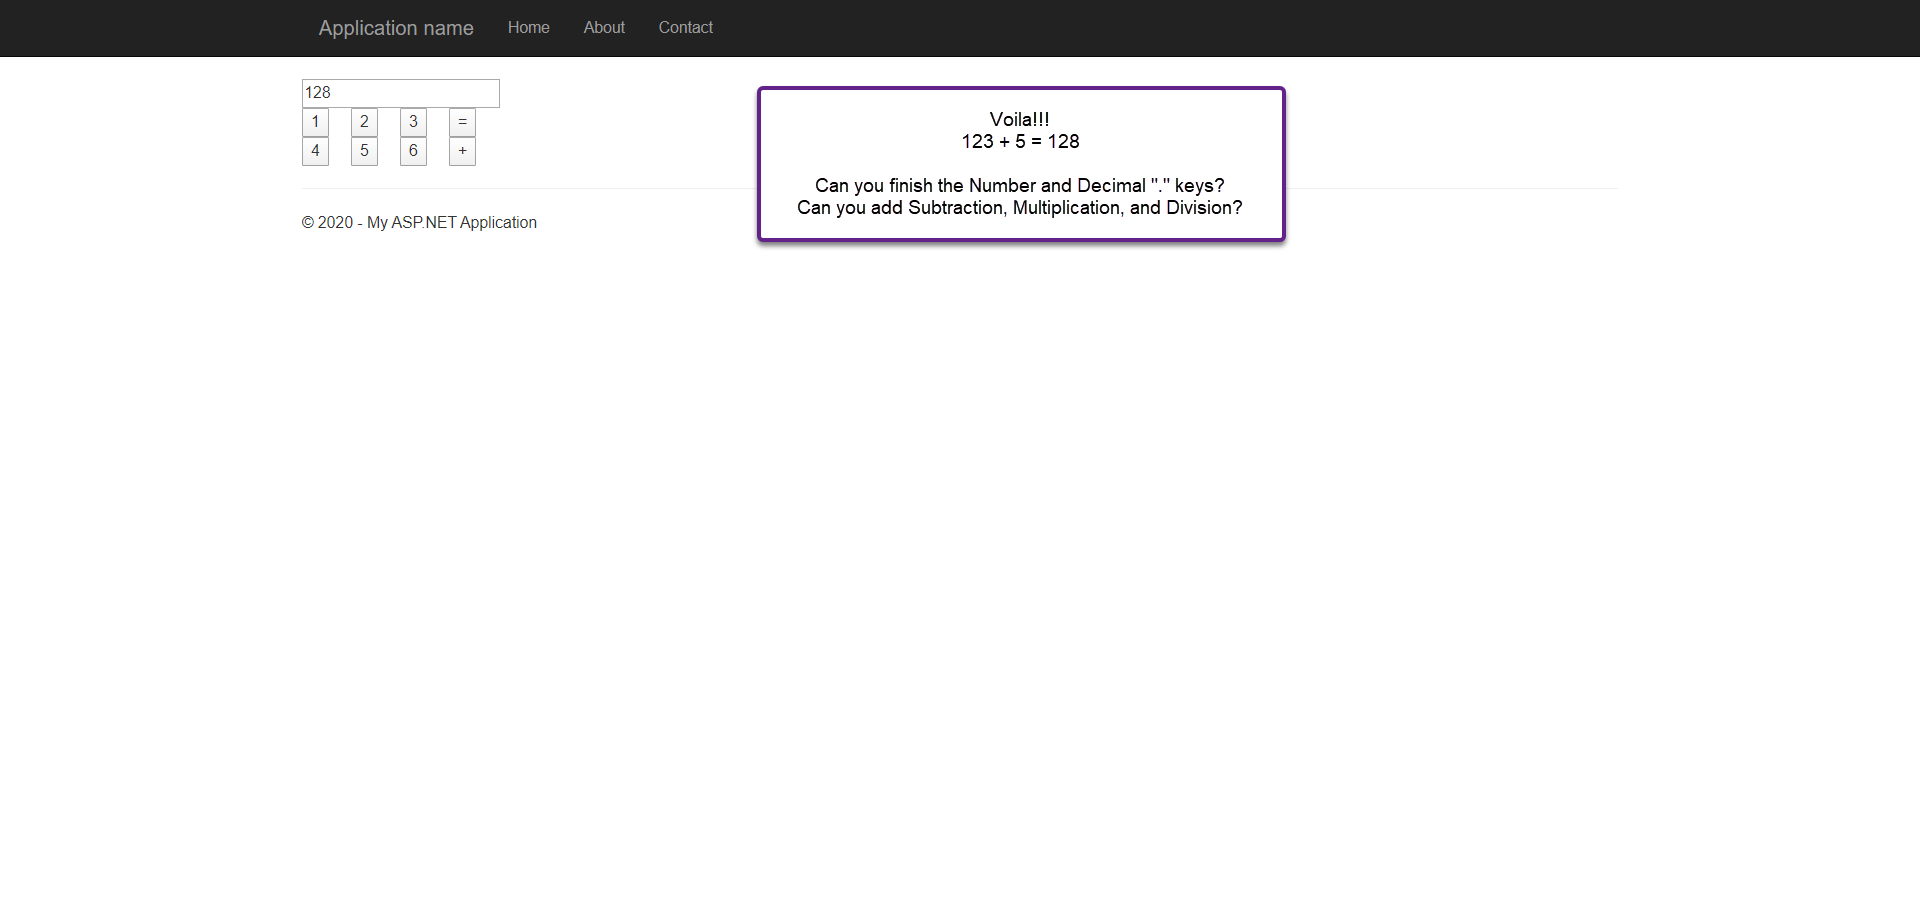 Application name Home About Contact
128
1 2 3 =
4 5 6 +
Voila!!!
123 + 5 = 128
Can you finish the Number and Decimal "." keys?
Can you add Subtraction, Multiplication, and Division?
© 2020 - My ASP.NET Application